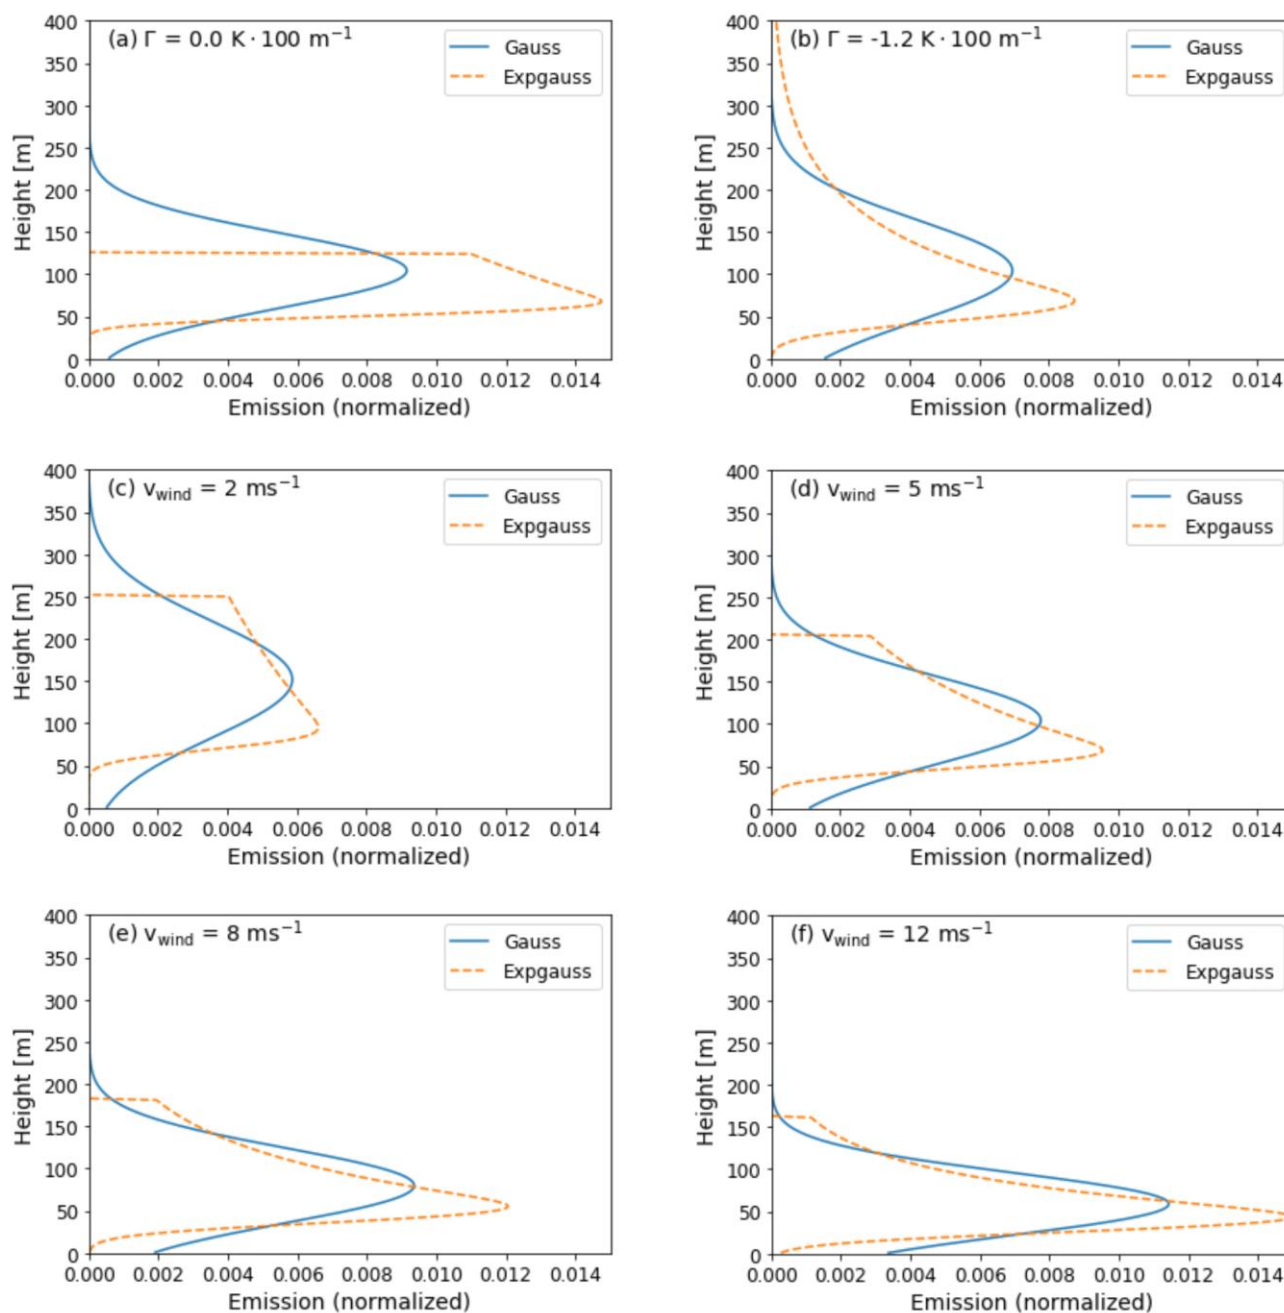 (a) Γ = 0.0 K · 100 m⁻¹
Gauss
Expgauss
400
350
300
250
200
150
100
50
0
Height [m]
0.000 0.002 0.004 0.006 0.008 0.010 0.012 0.014
Emission (normalized)
(b) Γ = -1.2 K · 100 m⁻¹
Gauss
Expgauss
400
350
300
250
200
150
100
50
0
Height [m]
0.000 0.002 0.004 0.006 0.008 0.010 0.012 0.014
Emission (normalized)
(c) v_wind = 2 ms⁻¹
Gauss
Expgauss
400
350
300
250
200
150
100
50
0
Height [m]
0.000 0.002 0.004 0.006 0.008 0.010 0.012 0.014
Emission (normalized)
(d) v_wind = 5 ms⁻¹
Gauss
Expgauss
400
350
300
250
200
150
100
50
0
Height [m]
0.000 0.002 0.004 0.006 0.008 0.010 0.012 0.014
Emission (normalized)
(e) v_wind = 8 ms⁻¹
Gauss
Expgauss
400
350
300
250
200
150
100
50
0
Height [m]
0.000 0.002 0.004 0.006 0.008 0.010 0.012 0.014
Emission (normalized)
(f) v_wind = 12 ms⁻¹
Gauss
Expgauss
400
350
300
250
200
150
100
50
0
Height [m]
0.000 0.002 0.004 0.006 0.008 0.010 0.012 0.014
Emission (normalized)